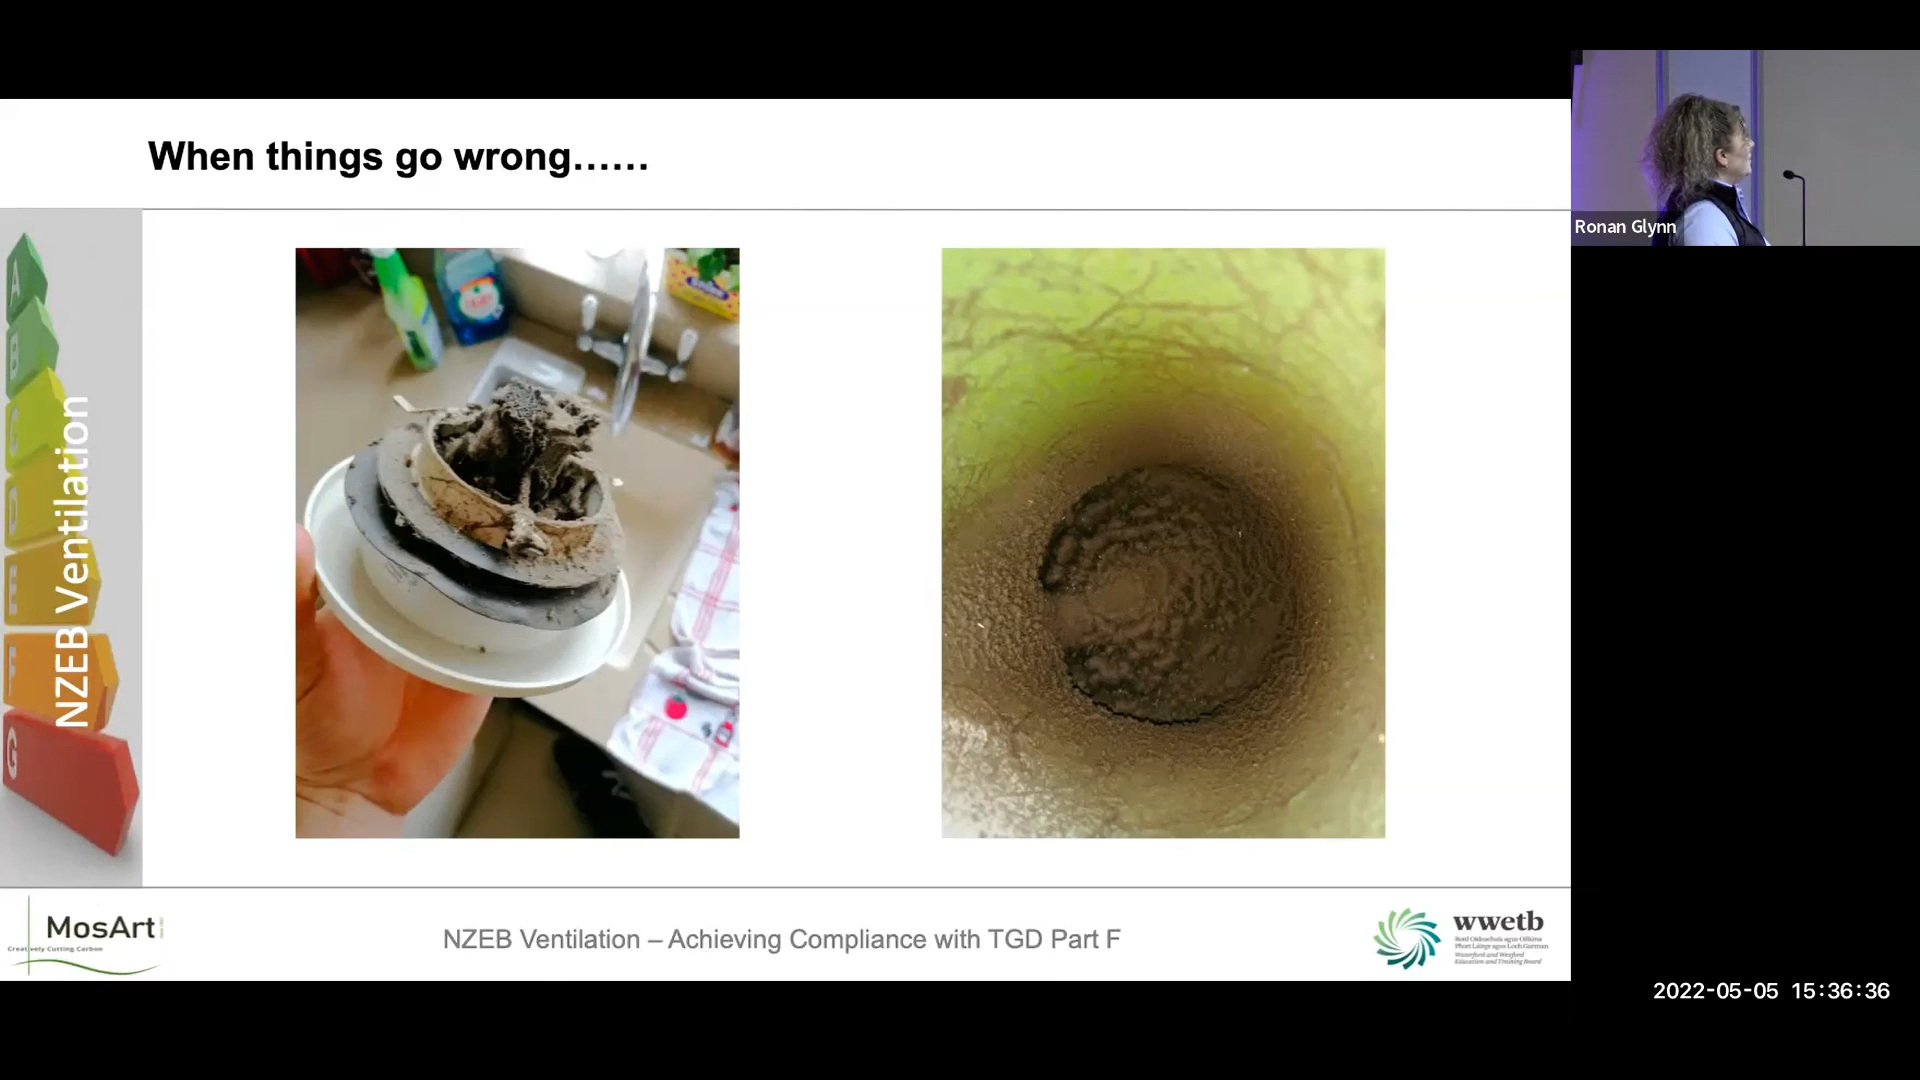 When things go wrong……
Ronan Glynn
A
B
C
D
E
F
G
NZEB Ventilation
MosArt
Creatively Cutting Carbon
NZEB Ventilation – Achieving Compliance with TGD Part F
wwetb
Bord Oideachais agus Oiliúna
Phort Láirge agus Loch Garman
Waterford and Wexford
Education and Training Board
2022-05-05 15:36:36